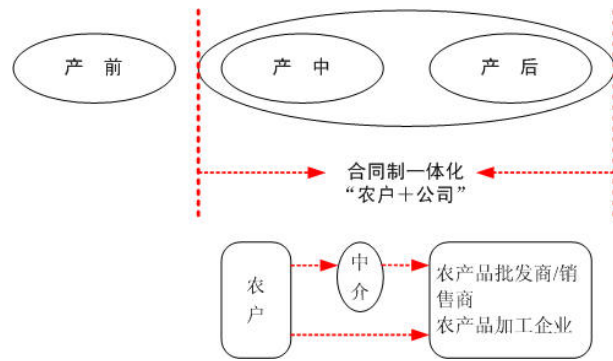 产 前
产 中
产 后
合同制一体化
“农户＋公司”
农
户
中
介
农产品批发商/销
售商
农产品加工企业